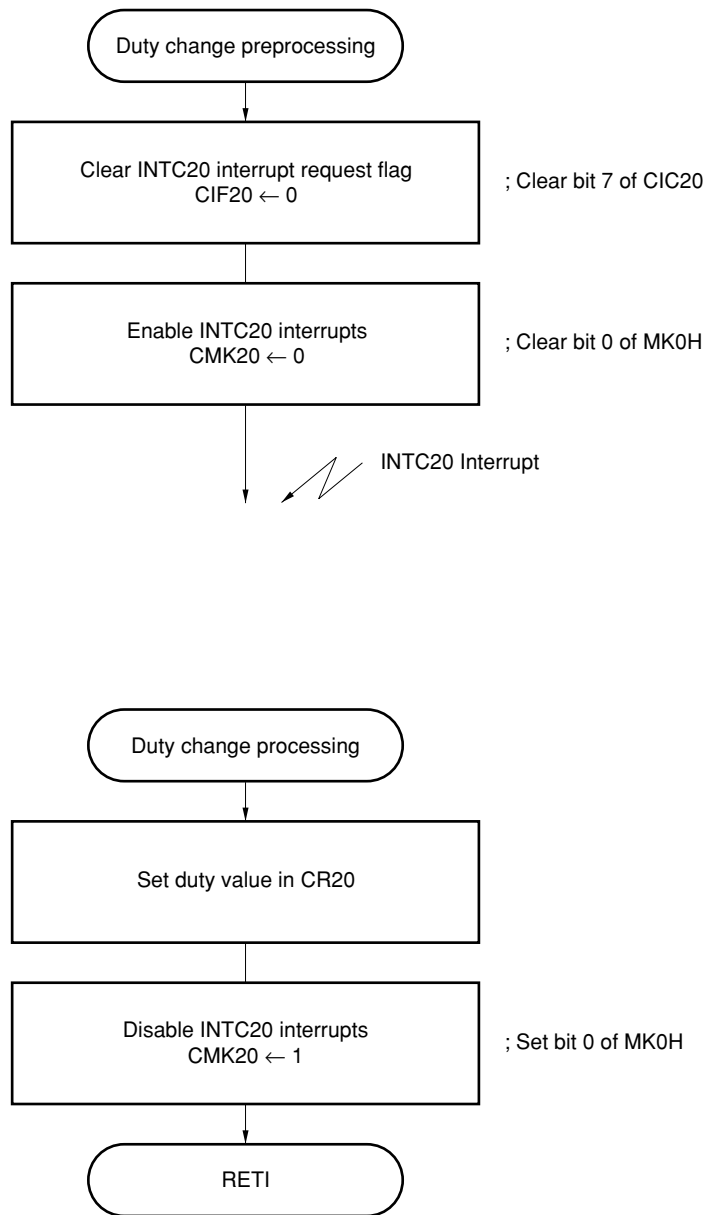 Duty change preprocessing
Clear INTC20 interrupt request flag
CIF20 ← 0
; Clear bit 7 of CIC20
Enable INTC20 interrupts
CMK20 ← 0
; Clear bit 0 of MK0H
INTC20 Interrupt
Duty change processing
Set duty value in CR20
Disable INTC20 interrupts
CMK20 ← 1
; Set bit 0 of MK0H
RETI